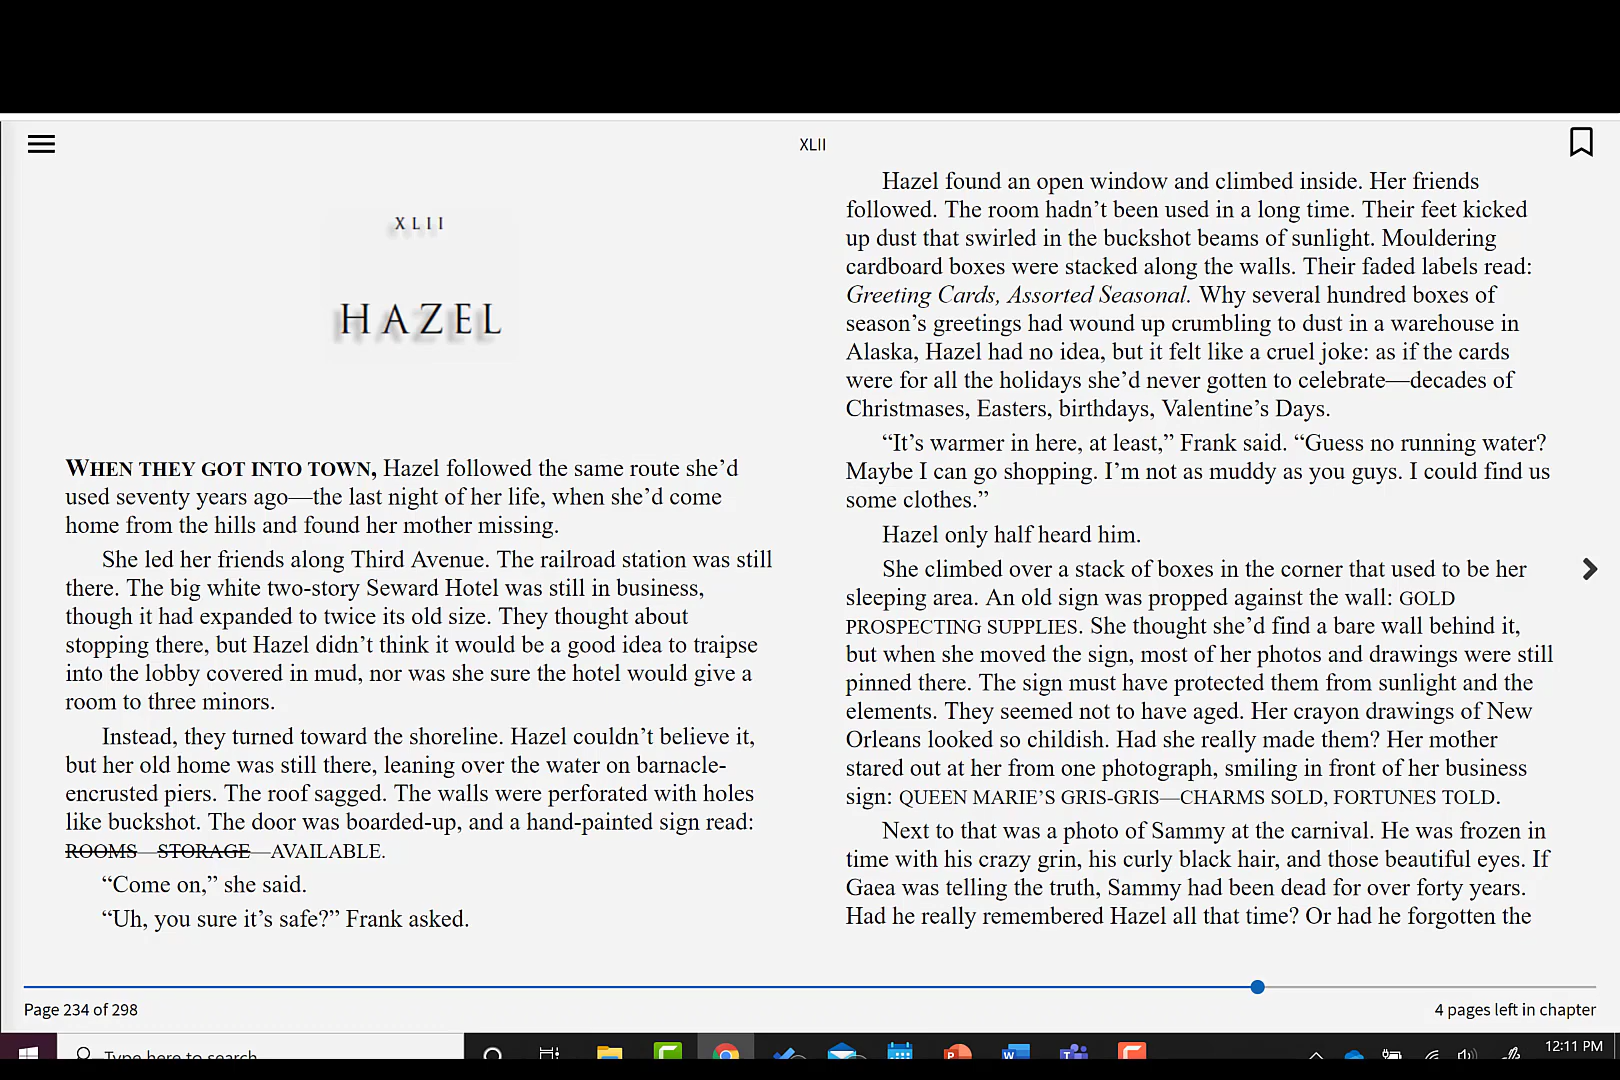 XLII
XLII
HAZEL
WHEN THEY GOT INTO TOWN, Hazel followed the same route she’d
used seventy years ago—the last night of her life, when she’d come
home from the hills and found her mother missing.
She led her friends along Third Avenue. The railroad station was still
there. The big white two-story Seward Hotel was still in business,
though it had expanded to twice its old size. They thought about
stopping there, but Hazel didn’t think it would be a good idea to traipse
into the lobby covered in mud, nor was she sure the hotel would give a
room to three minors.
Instead, they turned toward the shoreline. Hazel couldn’t believe it,
but her old home was still there, leaning over the water on barnacle-
encrusted piers. The roof sagged. The walls were perforated with holes
like buckshot. The door was boarded-up, and a hand-painted sign read:
ROOMS—STORAGE—AVAILABLE.
“Come on,” she said.
“Uh, you sure it’s safe?” Frank asked.
Hazel found an open window and climbed inside. Her friends
followed. The room hadn’t been used in a long time. Their feet kicked
up dust that swirled in the buckshot beams of sunlight. Mouldering
cardboard boxes were stacked along the walls. Their faded labels read:
Greeting Cards, Assorted Seasonal. Why several hundred boxes of
season’s greetings had wound up crumbling to dust in a warehouse in
Alaska, Hazel had no idea, but it felt like a cruel joke: as if the cards
were for all the holidays she’d never gotten to celebrate—decades of
Christmases, Easters, birthdays, Valentine’s Days.
“It’s warmer in here, at least,” Frank said. “Guess no running water?
Maybe I can go shopping. I’m not as muddy as you guys. I could find us
some clothes.”
Hazel only half heard him.
She climbed over a stack of boxes in the corner that used to be her
sleeping area. An old sign was propped against the wall: GOLD
PROSPECTING SUPPLIES. She thought she’d find a bare wall behind it,
but when she moved the sign, most of her photos and drawings were still
pinned there. The sign must have protected them from sunlight and the
elements. They seemed not to have aged. Her crayon drawings of New
Orleans looked so childish. Had she really made them? Her mother
stared out at her from one photograph, smiling in front of her business
sign: QUEEN MARIE’S GRIS-GRIS—CHARMS SOLD, FORTUNES TOLD.
Next to that was a photo of Sammy at the carnival. He was frozen in
time with his crazy grin, his curly black hair, and those beautiful eyes. If
Gaea was telling the truth, Sammy had been dead for over forty years.
Had he really remembered Hazel all that time? Or had he forgotten the
Page 234 of 298
4 pages left in chapter
Type here to search
12:11 PM